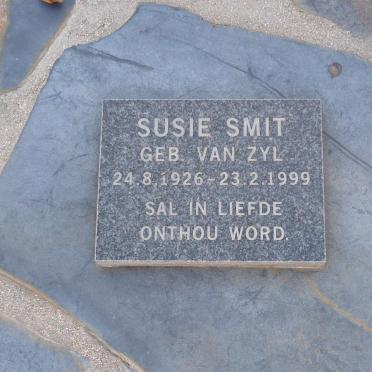 SUSIE SMIT
GEB. VAN ZYL
24.8.1926-23.2.1999
SAL IN LIEFDE
ONTHOU WORD.